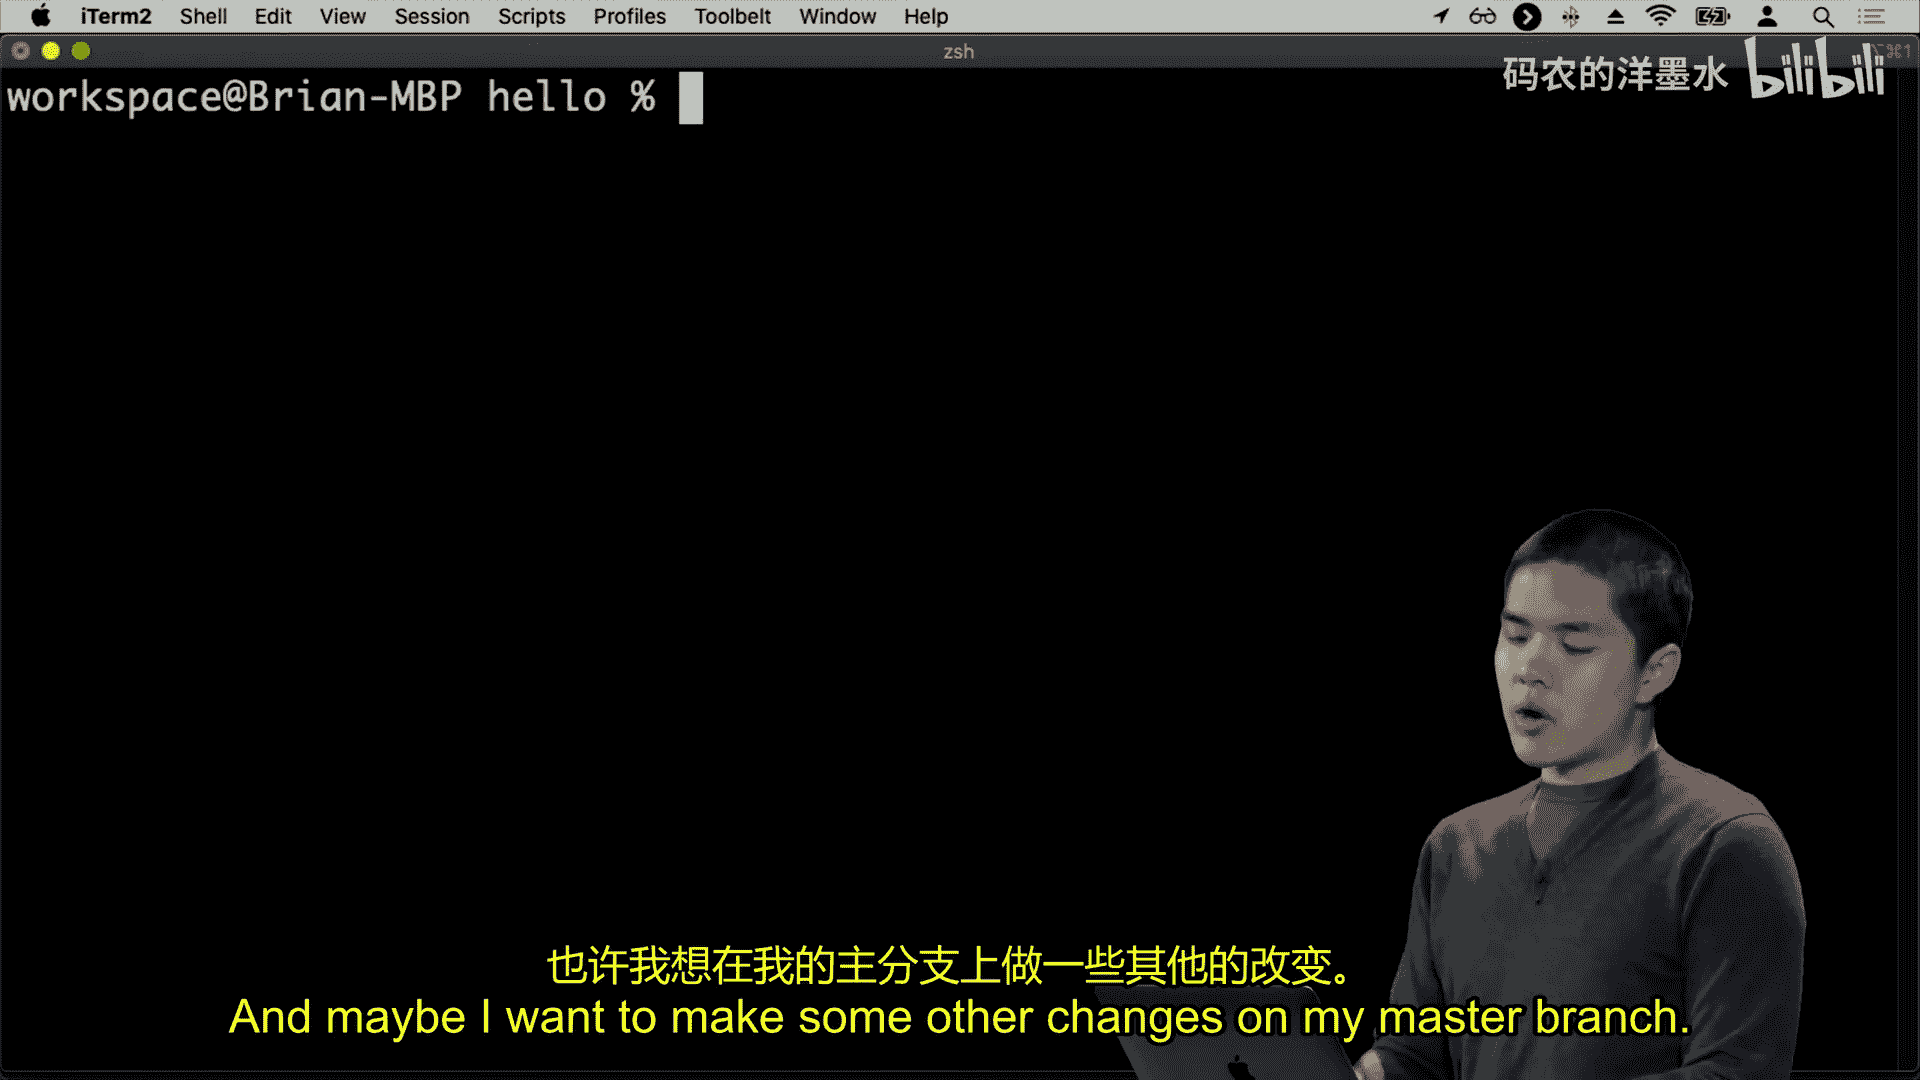 iTerm2 Shell Edit View Session Scripts Profiles Toolbelt Window Help
zsh
⌘1
码农的洋墨水 bilibili
workspace@Brian-MBP hello %
也许我想在我的主分支上做一些其他的改变。
And maybe I want to make some other changes on my master branch.